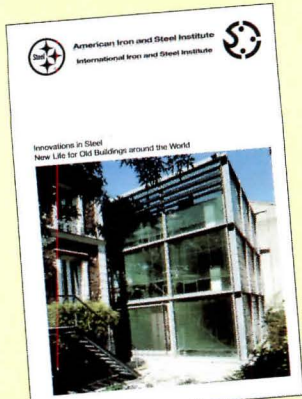 Steel
American Iron and Steel Institute
International Iron and Steel Institute
Innovations in Steel
New Life for Old Buildings around the World